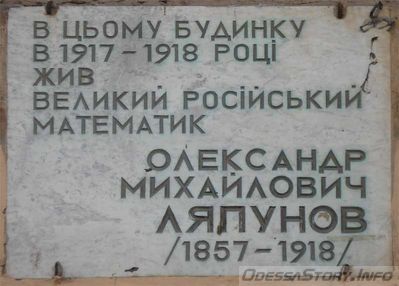 В ЦЬОМУ БУДИНКУ
В 1917-1918 РОЦІ
ЖИВ
ВЕЛИКИЙ РОСІЙСЬКИЙ
МАТЕМАТИК
ОЛЕКСАНДР
МИХАЙЛОВИЧ
ЛЯПУНОВ
/1857-1918/
OdessaStory.Info